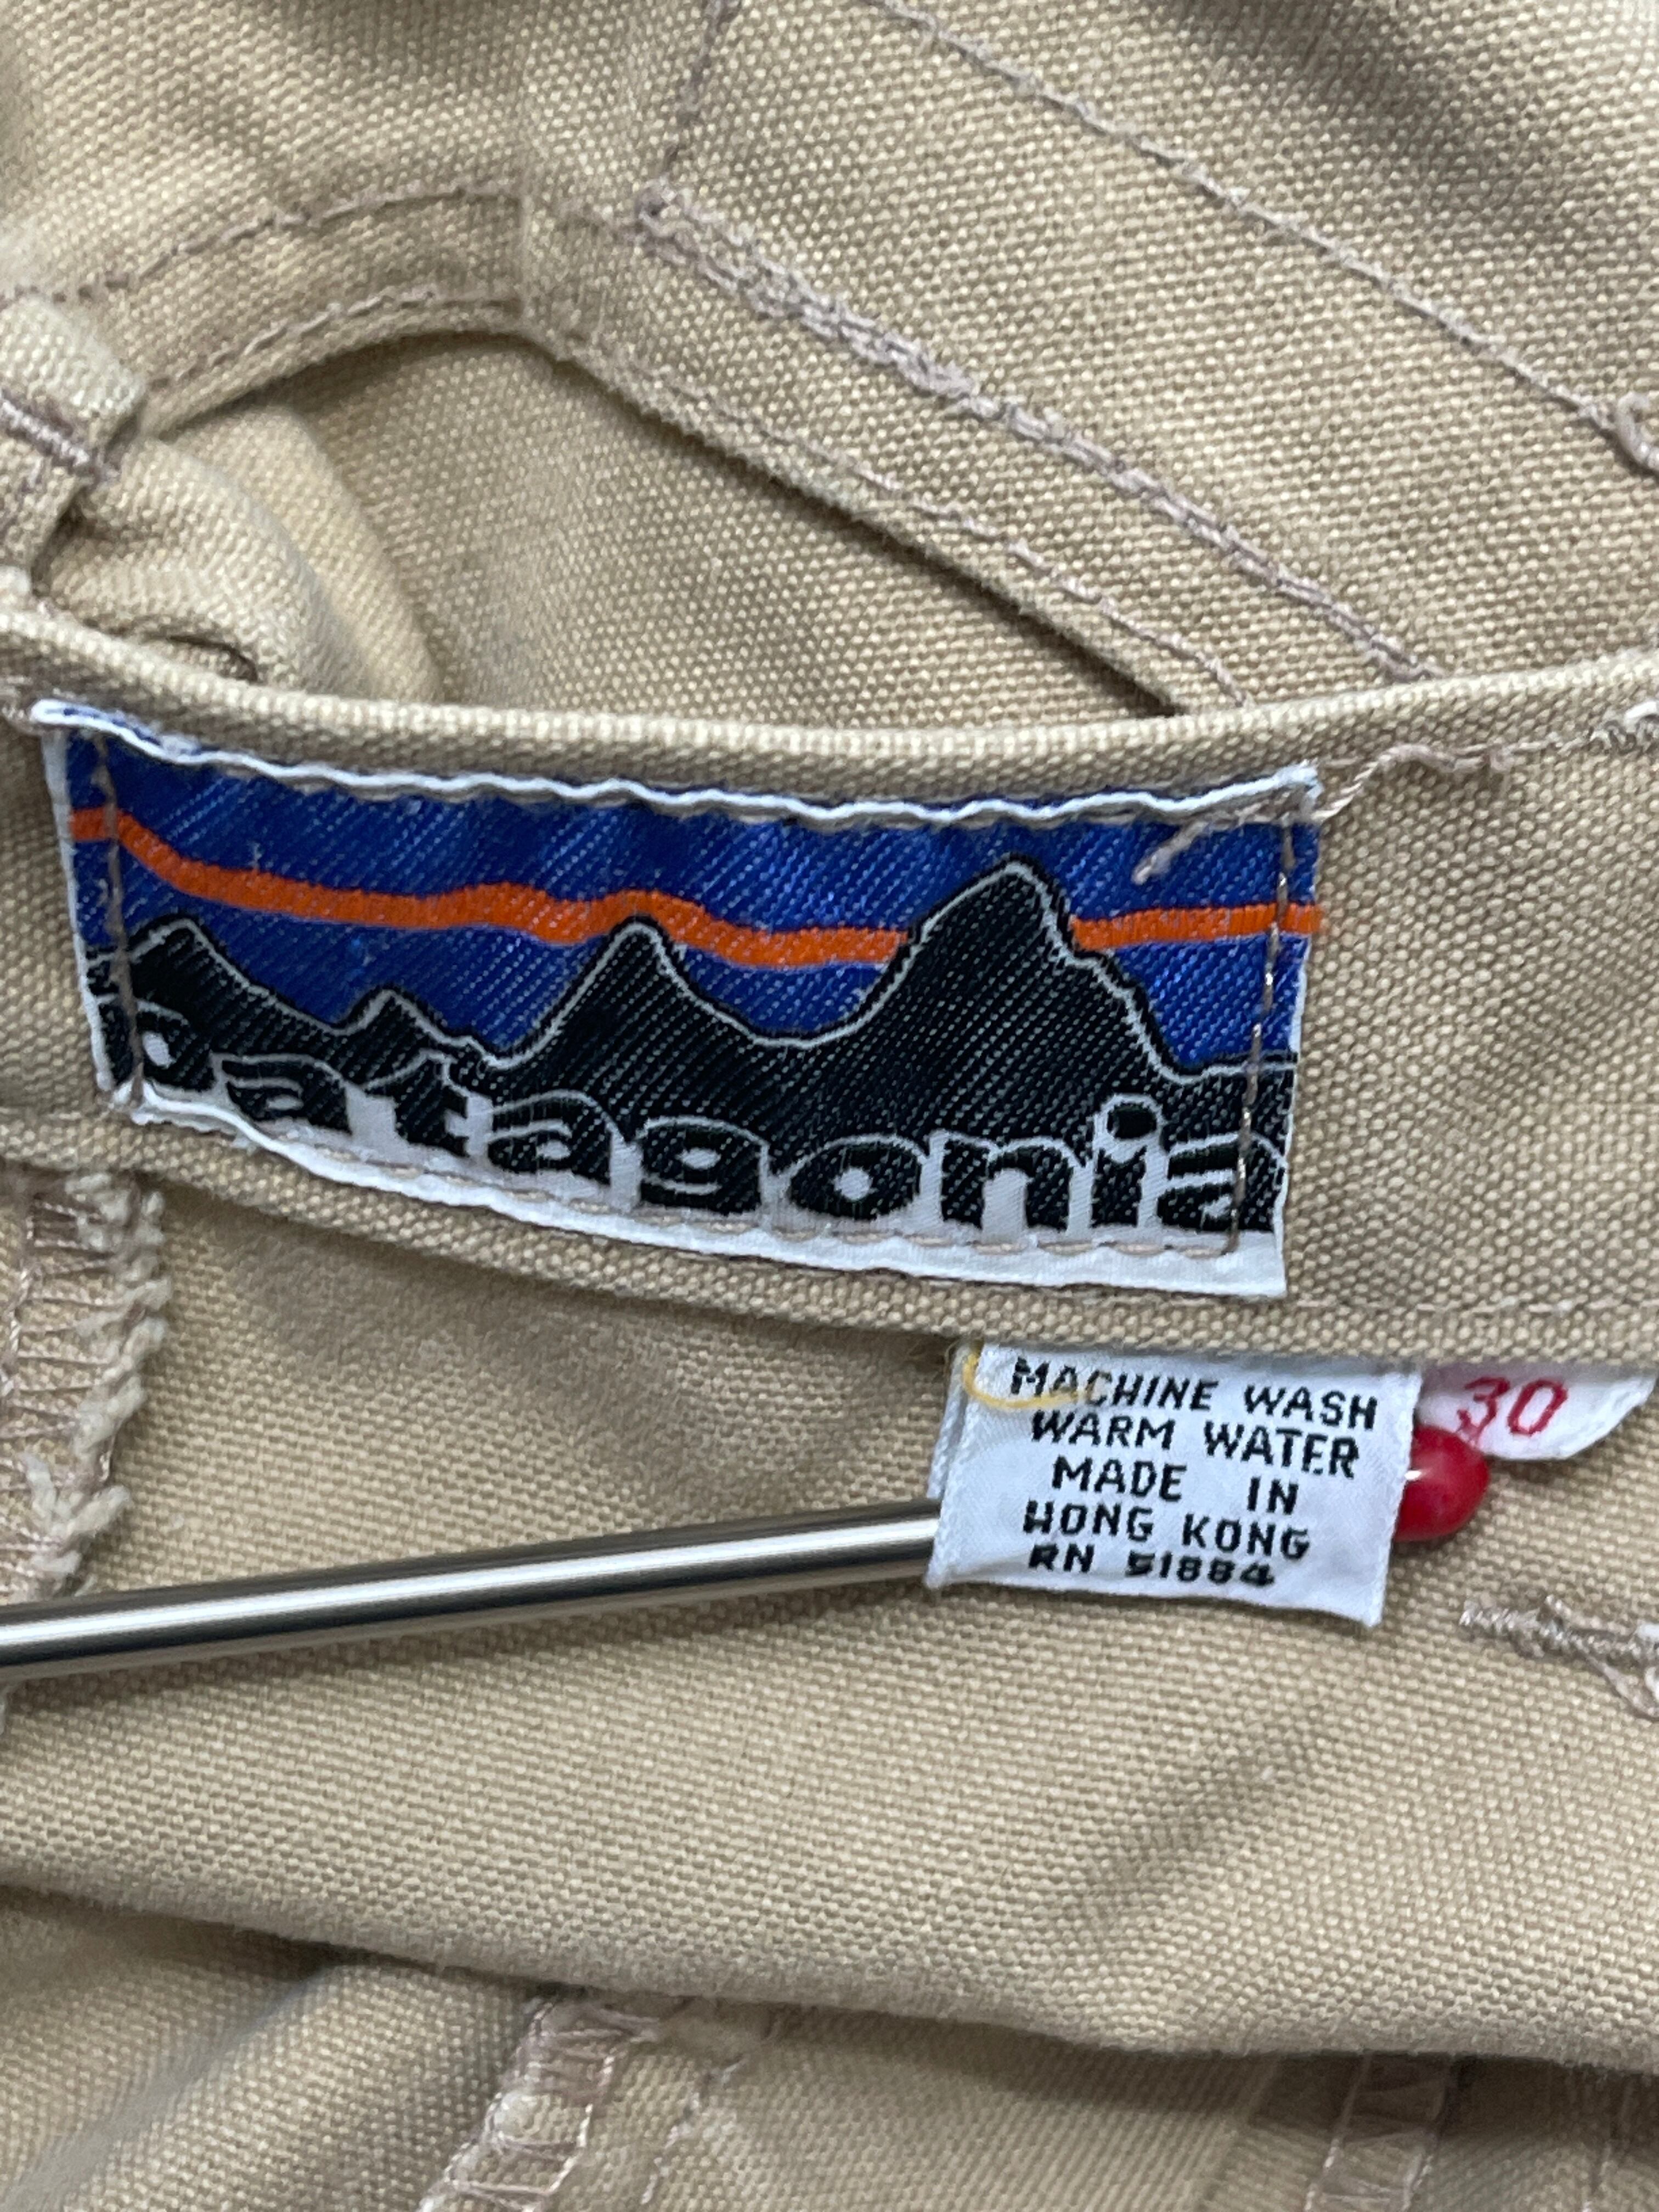 patagonia
MACHINE WASH
WARM WATER
MADE IN
HONG KONG
RN 51884
30